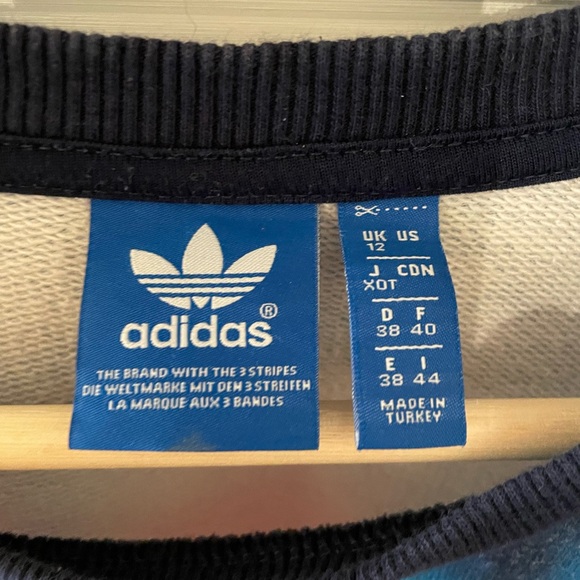 adidas®
THE BRAND WITH THE 3 STRIPES
DIE WELTMARKE MIT DEN 3 STREIFEN
LA MARQUE AUX 3 BANDES
UK US
12
J CDN
XOT
D F
38 40
E I
38 44
MADE IN
TURKEY